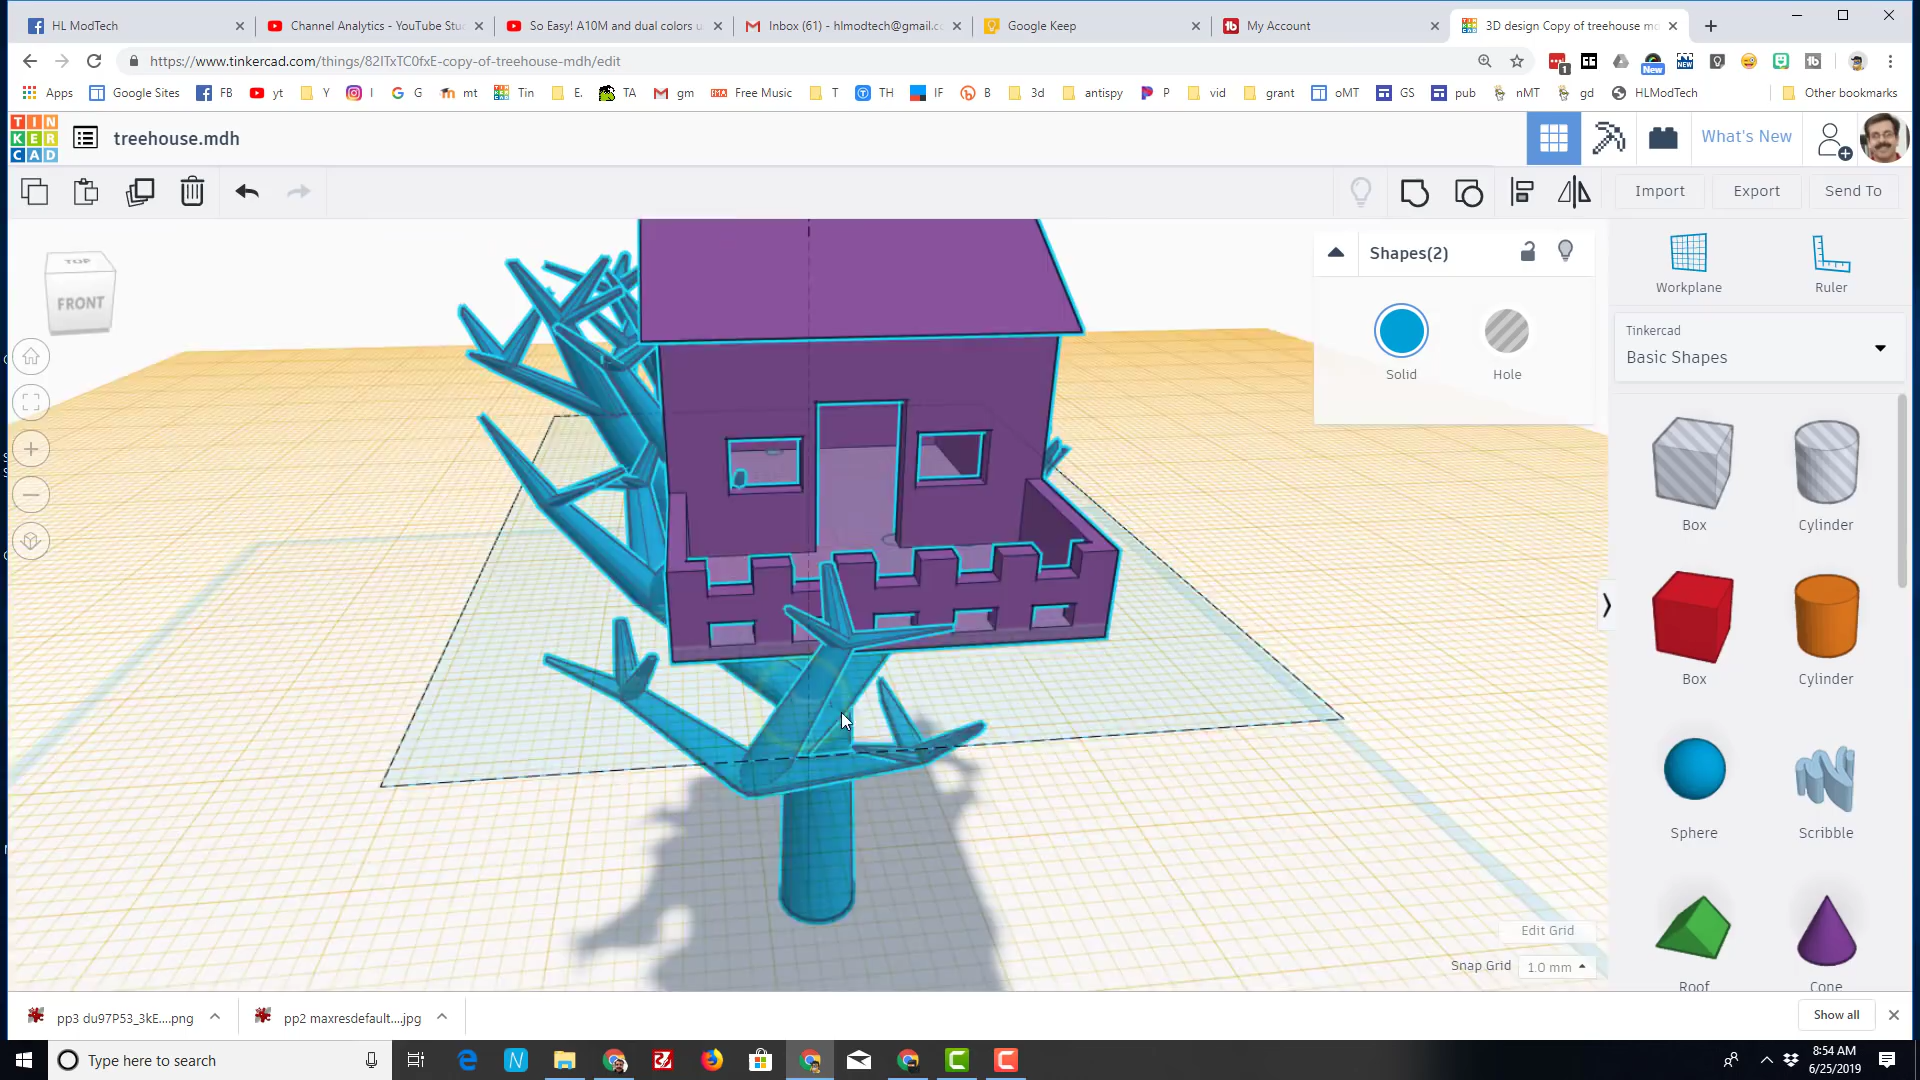 HL ModTech
Channel Analytics - YouTube Stu
So Easy! A10M and dual colors u
Inbox (61) - hlmodtech@gmail.c
Google Keep
My Account
3D design Copy of treehouse md
https://www.tinkercad.com/things/82ITxTC0fxE-copy-of-treehouse-mdh/edit
1
New
NEW
Apps
Google Sites
FB
yt
Y
I
G
mt
Tin
E.
TA
gm
Free Music
T
TH
IF
B
3d
antispy
P
vid
grant
oMT
GS
pub
nMT
gd
HLModTech
Other bookmarks
TIN
KER
CAD
treehouse.mdh
What's New
Import
Export
Send To
TOP
FRONT
Shapes(2)
Solid
Hole
Workplane
Ruler
Tinkercad
Basic Shapes
Box
Cylinder
Box
Cylinder
Sphere
Scribble
Roof
Cone
Edit Grid
Snap Grid
1.0 mm
pp3 du97P53_3kE....png
pp2 maxresdefault....jpg
Show all
Type here to search
8:54 AM
6/25/2019